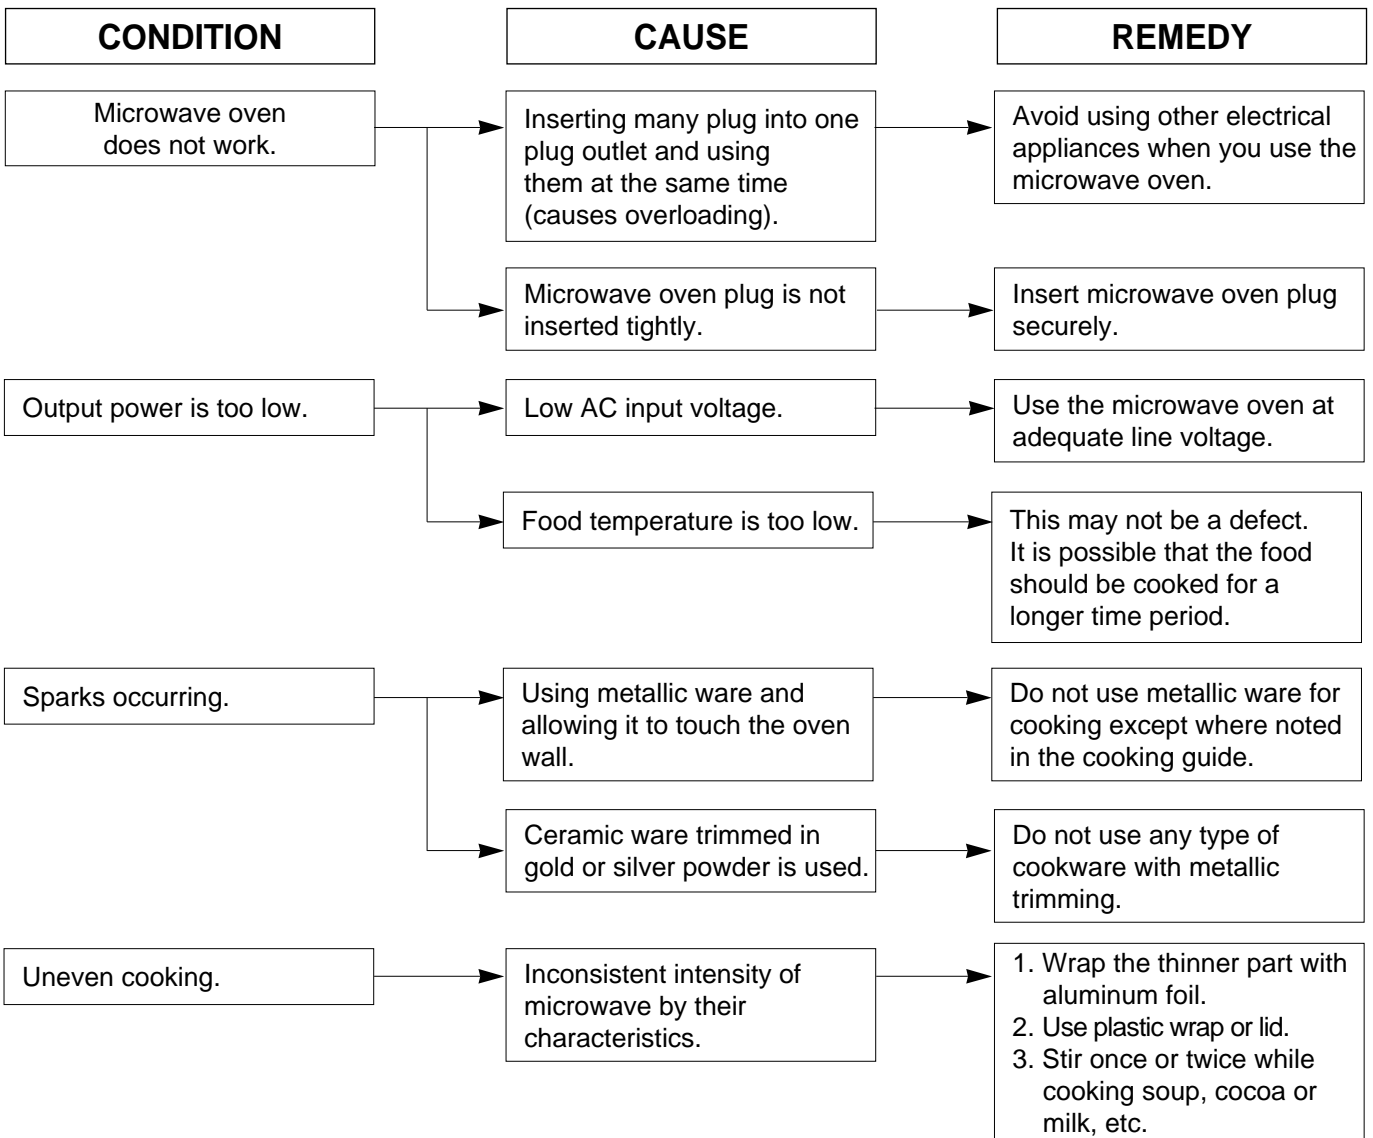 CONDITION
CAUSE
REMEDY
Microwave oven
does not work.
Inserting many plug into one
plug outlet and using
them at the same time
(causes overloading).
Avoid using other electrical
appliances when you use the
microwave oven.
Microwave oven plug is not
inserted tightly.
Insert microwave oven plug
securely.
Output power is too low.
Low AC input voltage.
Use the microwave oven at
adequate line voltage.
Food temperature is too low.
This may not be a defect.
It is possible that the food
should be cooked for a
longer time period.
Sparks occurring.
Using metallic ware and
allowing it to touch the oven
wall.
Do not use metallic ware for
cooking except where noted
in the cooking guide.
Ceramic ware trimmed in
gold or silver powder is used.
Do not use any type of
cookware with metallic
trimming.
Uneven cooking.
Inconsistent intensity of
microwave by their
characteristics.
1. Wrap the thinner part with
aluminum foil.
2. Use plastic wrap or lid.
3. Stir once or twice while
cooking soup, cocoa or
milk, etc.